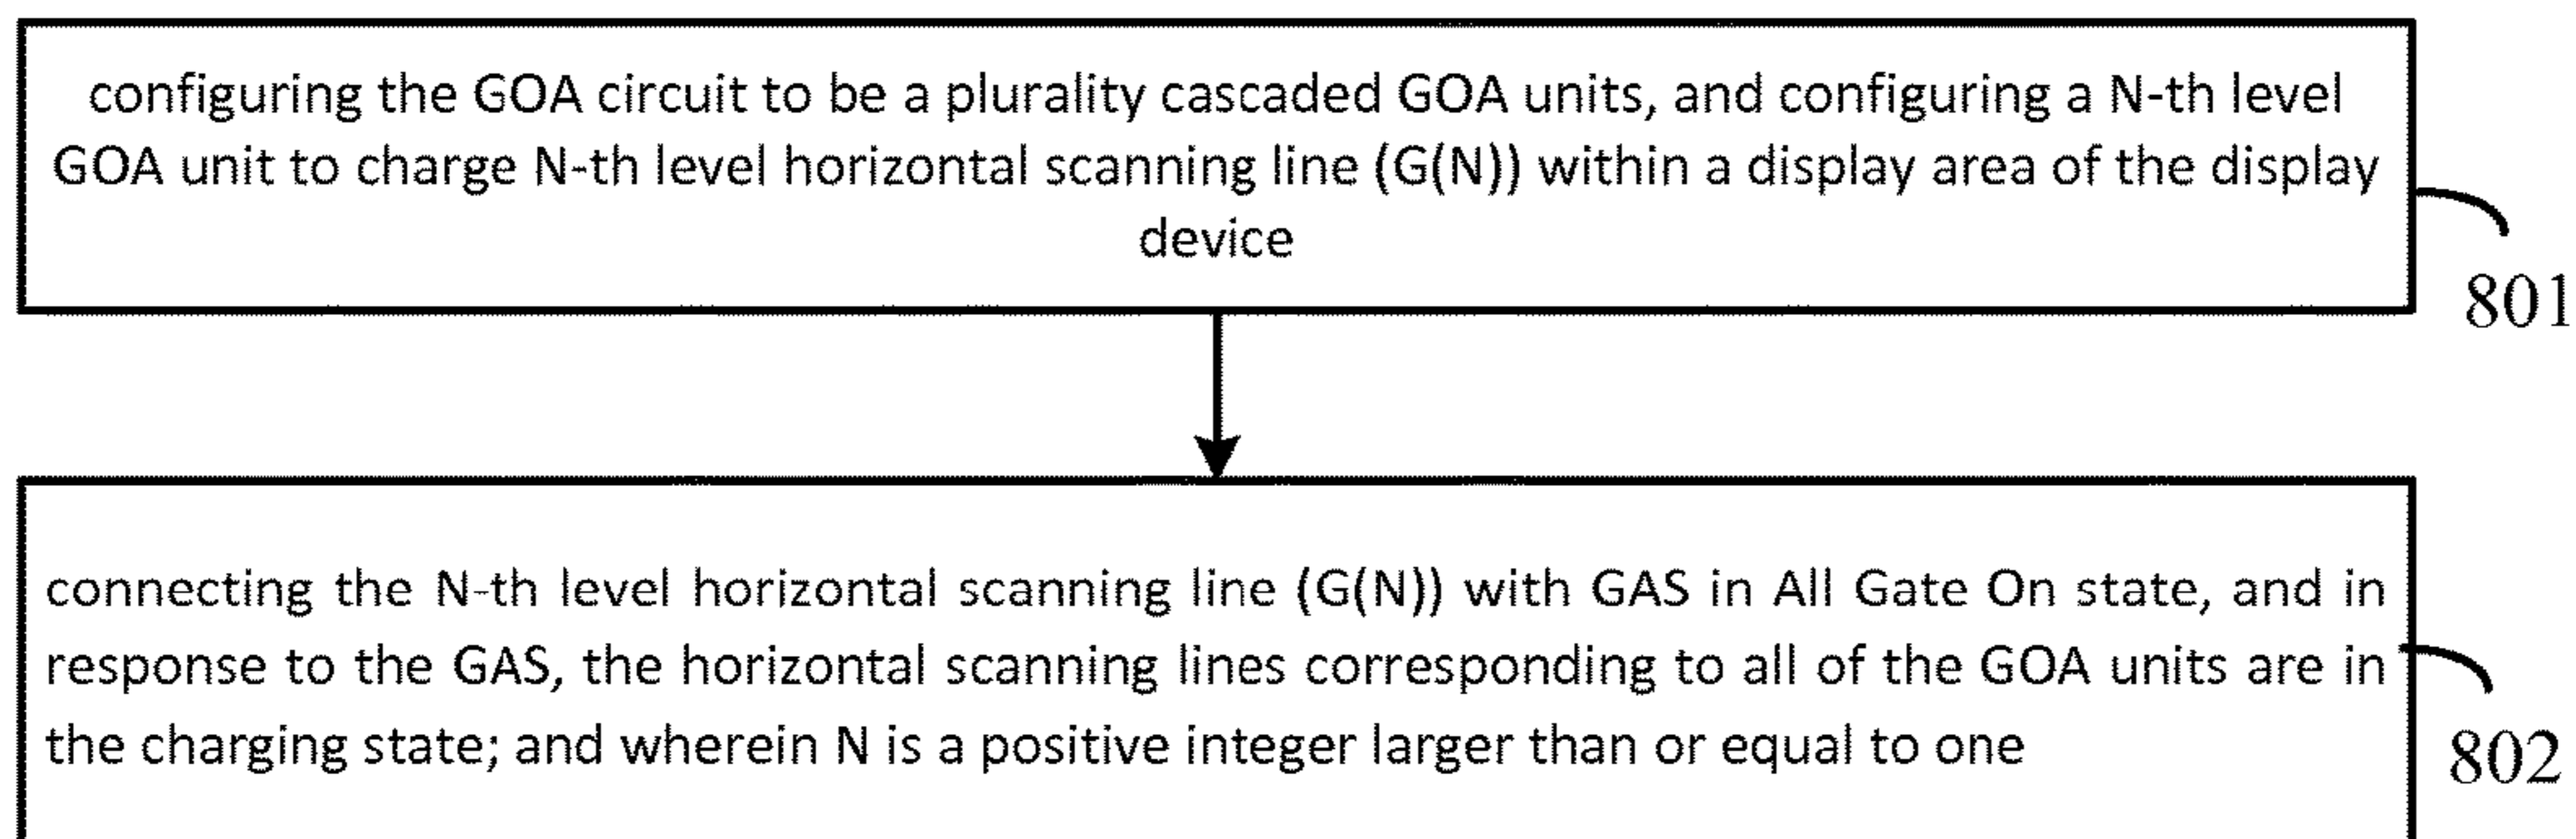 configuring the GOA circuit to be a plurality cascaded GOA units, and configuring a N-th level
GOA unit to charge N-th level horizontal scanning line (G(N)) within a display area of the display
device
801
connecting the N-th level horizontal scanning line (G(N)) with GAS in All Gate On state, and in
response to the GAS, the horizontal scanning lines corresponding to all of the GOA units are in
the charging state; and wherein N is a positive integer larger than or equal to one
802